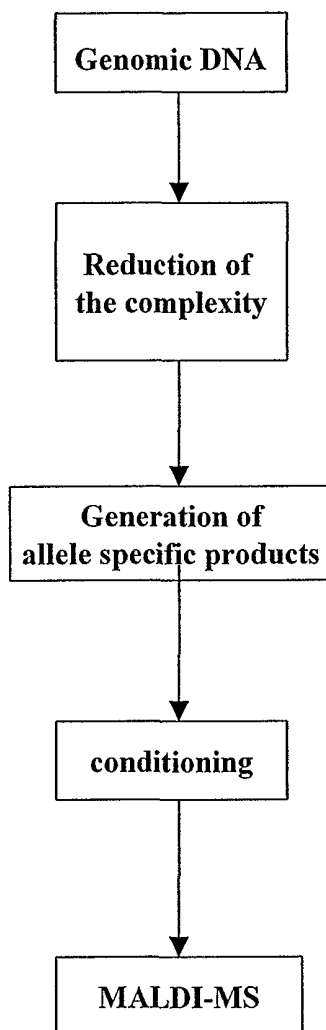 Genomic DNA
Reduction of
the complexity
Generation of
allele specific products
conditioning
MALDI-MS